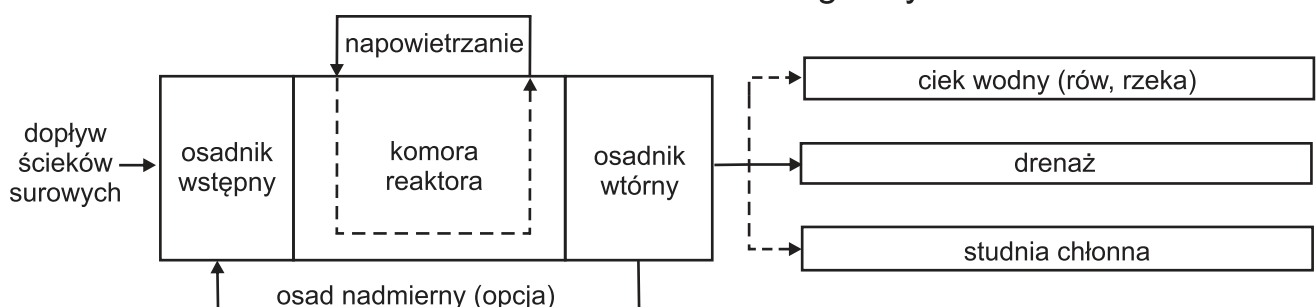 napowietrzanie
dopływ
ścieków
surowych
osadnik
wstępny
komora
reaktora
osadnik
wtórny
ciek wodny (rów, rzeka)
drenaż
studnia chłonna
osad nadmierny (opcja)